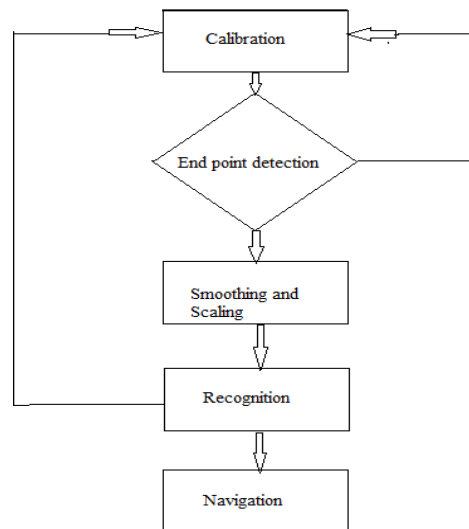 Calibration
End point detection
Smoothing and
Scaling
Recognition
Navigation